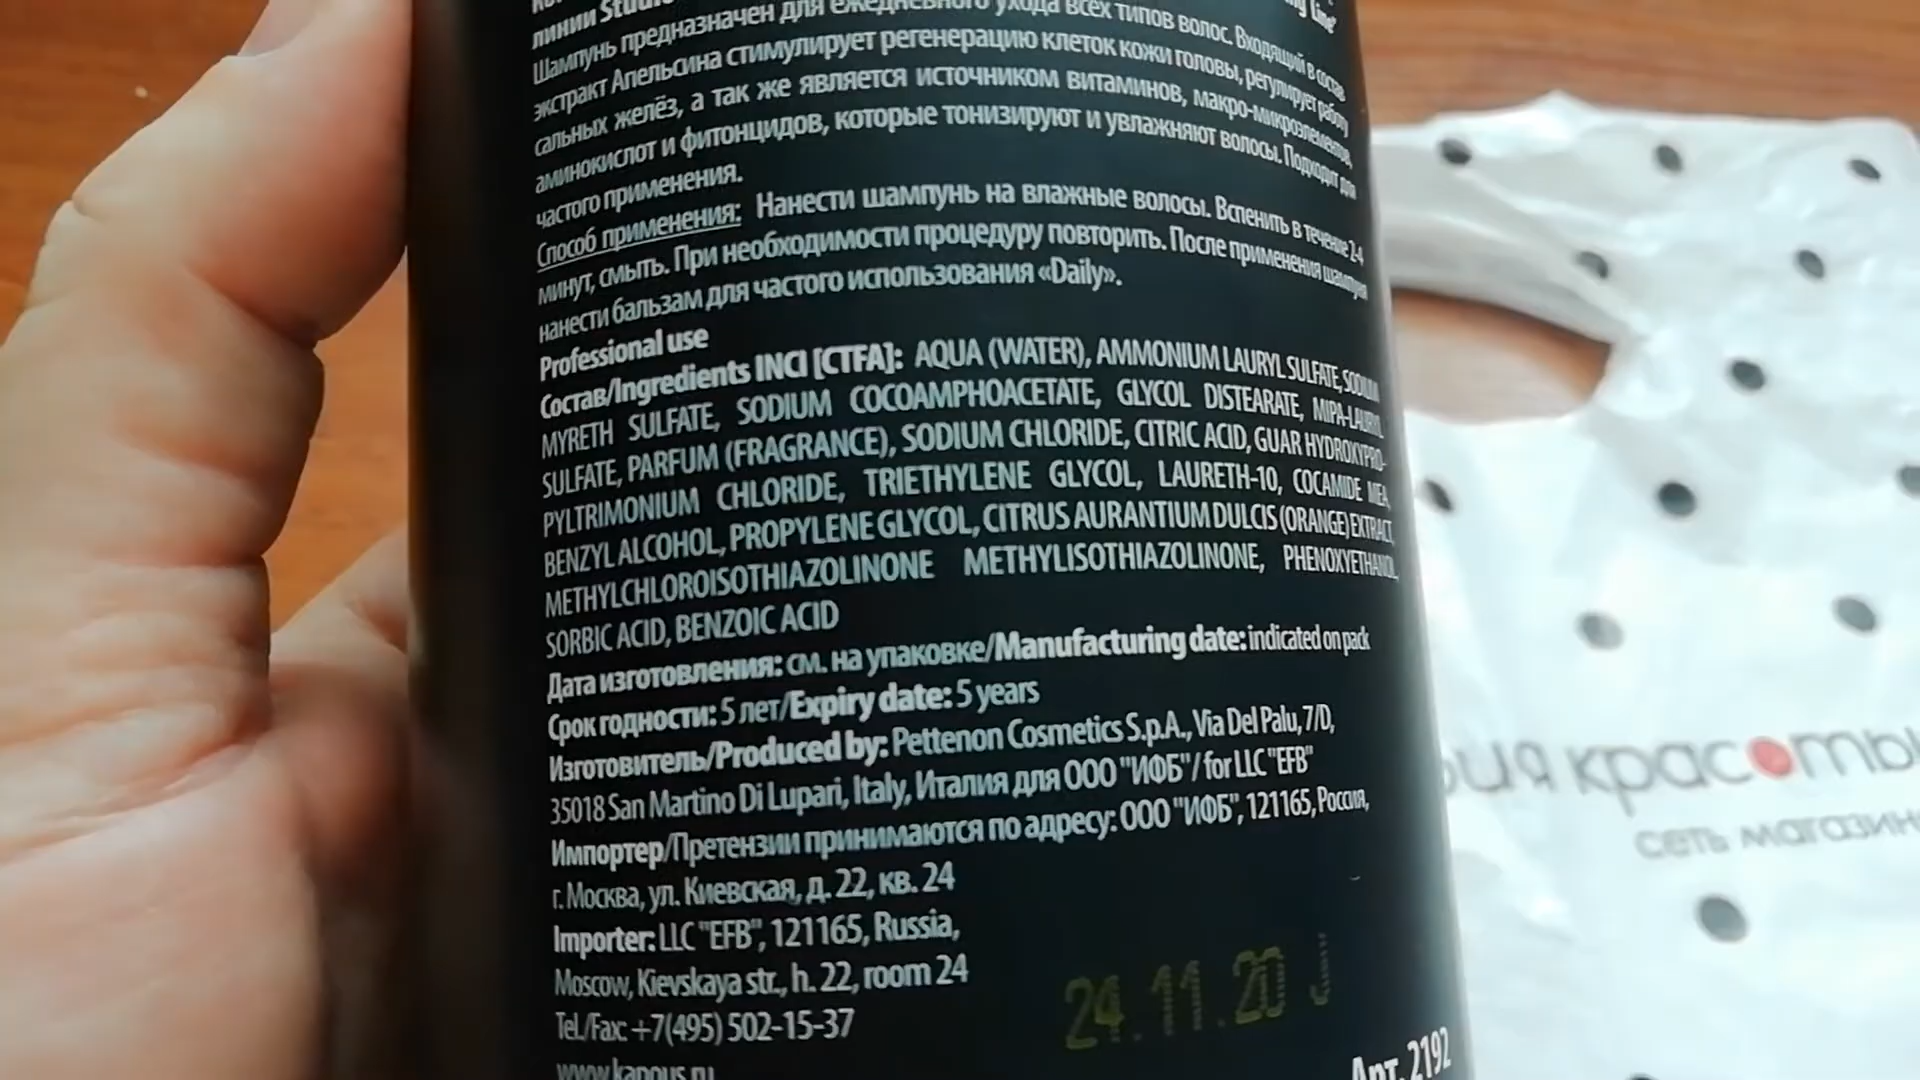 линии Studio
Шампунь предназначен для ежедневного ухода всех типов волос. Входящий в состав
экстракт Апельсина стимулирует регенерацию клеток кожи головы, регулирует работу
сальных желёз, а так же является источником витаминов, макро-микроэлементов,
аминокислот и фитонцидов, которые тонизируют и увлажняют волосы. Подходит для
частого применения.
Способ применения: Нанести шампунь на влажные волосы. Вспенить в течение 2-4
минут, смыть. При необходимости процедуру повторить. После применения шампуня
нанести бальзам для частого использования «Daily».
Professional use
Состав/Ingredients INCI [CTFA]: AQUA (WATER), AMMONIUM LAURYL SULFATE, SODIUM
MYRETH SULFATE, SODIUM COCOAMPHOACETATE, GLYCOL DISTEARATE, MIPA-LAURYL
SULFATE, PARFUM (FRAGRANCE), SODIUM CHLORIDE, CITRIC ACID, GUAR HYDROXYPRO-
PYLTRIMONIUM CHLORIDE, TRIETHYLENE GLYCOL, LAURETH-10, COCAMIDE MEA,
BENZYL ALCOHOL, PROPYLENE GLYCOL, CITRUS AURANTIUM DULCIS (ORANGE) EXTRACT,
METHYLCHLOROISOTHIAZOLINONE METHYLISOTHIAZOLINONE, PHENOXYETHANOL,
SORBIC ACID, BENZOIC ACID
Дата изготовления: см. на упаковке/Manufacturing date: indicated on pack
Срок годности: 5 лет/Expiry date: 5 years
Изготовитель/Produced by: Pettenon Cosmetics S.p.A., Via Del Palu, 7/D,
35018 San Martino Di Lupari, Italy, Италия для ООО "ИФБ"/ for LLC "EFB"
Импортер/Претензии принимаются по адресу: ООО "ИФБ", 121165, Россия,
г. Москва, ул. Киевская, д. 22, кв. 24
Importer: LLC "EFB", 121165, Russia,
Moscow, Kievskaya str., h. 22, room 24
Tel./Fax: +7(495) 502-15-37
www.kapous.ru
24.11.20
Арт. 2192
красоты
сеть магазин